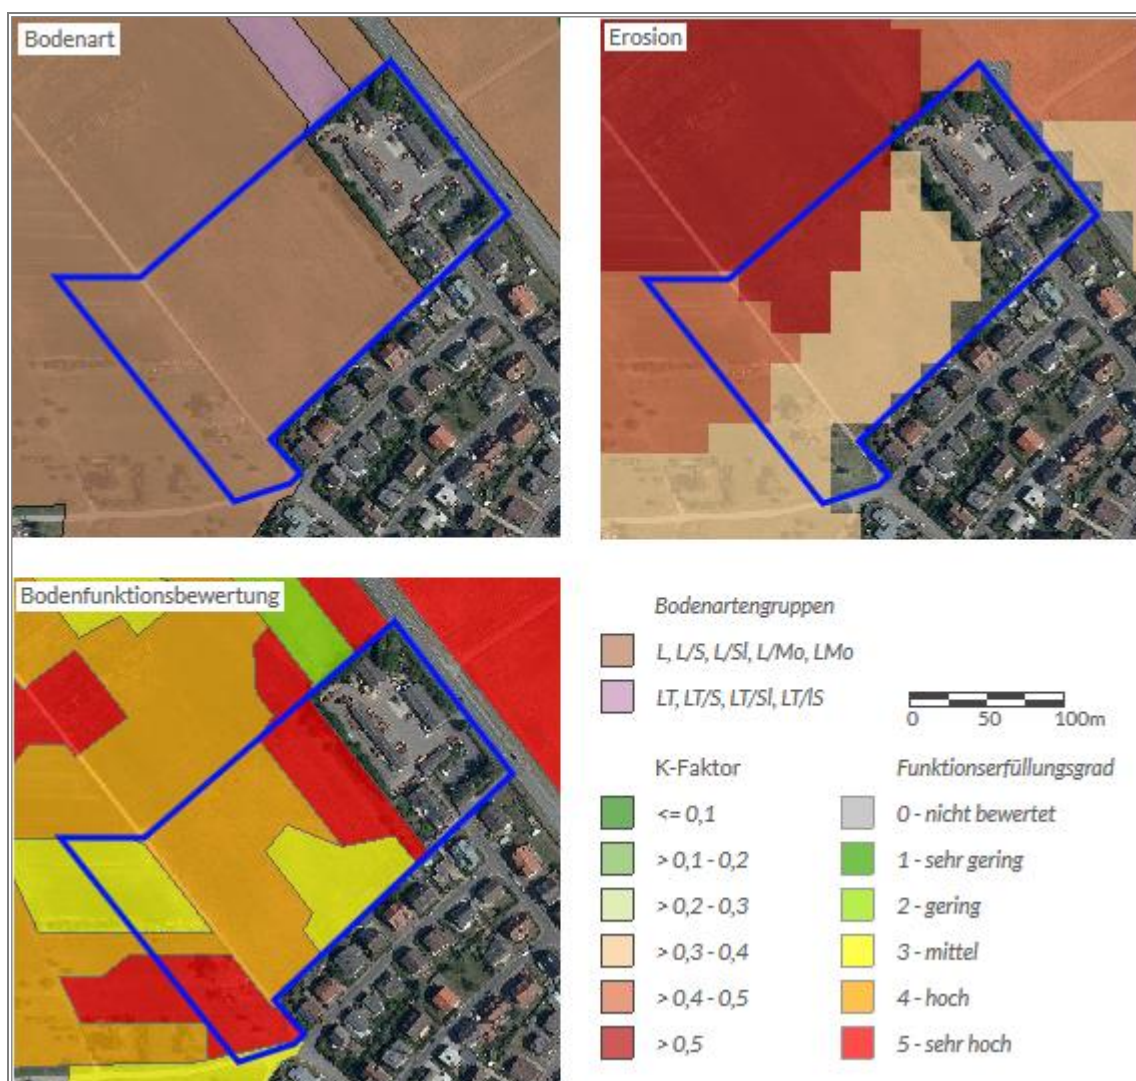 Bodenart
Erosion
Bodenfunktionsbewertung
Bodenartengruppen
L, L/S, L/Sl, L/Mo, LMo
LT, LT/S, LT/Sl, LT/lS
0 50 100m
K-Faktor
<= 0,1
> 0,1 - 0,2
> 0,2 - 0,3
> 0,3 - 0,4
> 0,4 - 0,5
> 0,5
Funktionserfüllungsgrad
0 - nicht bewertet
1 - sehr gering
2 - gering
3 - mittel
4 - hoch
5 - sehr hoch